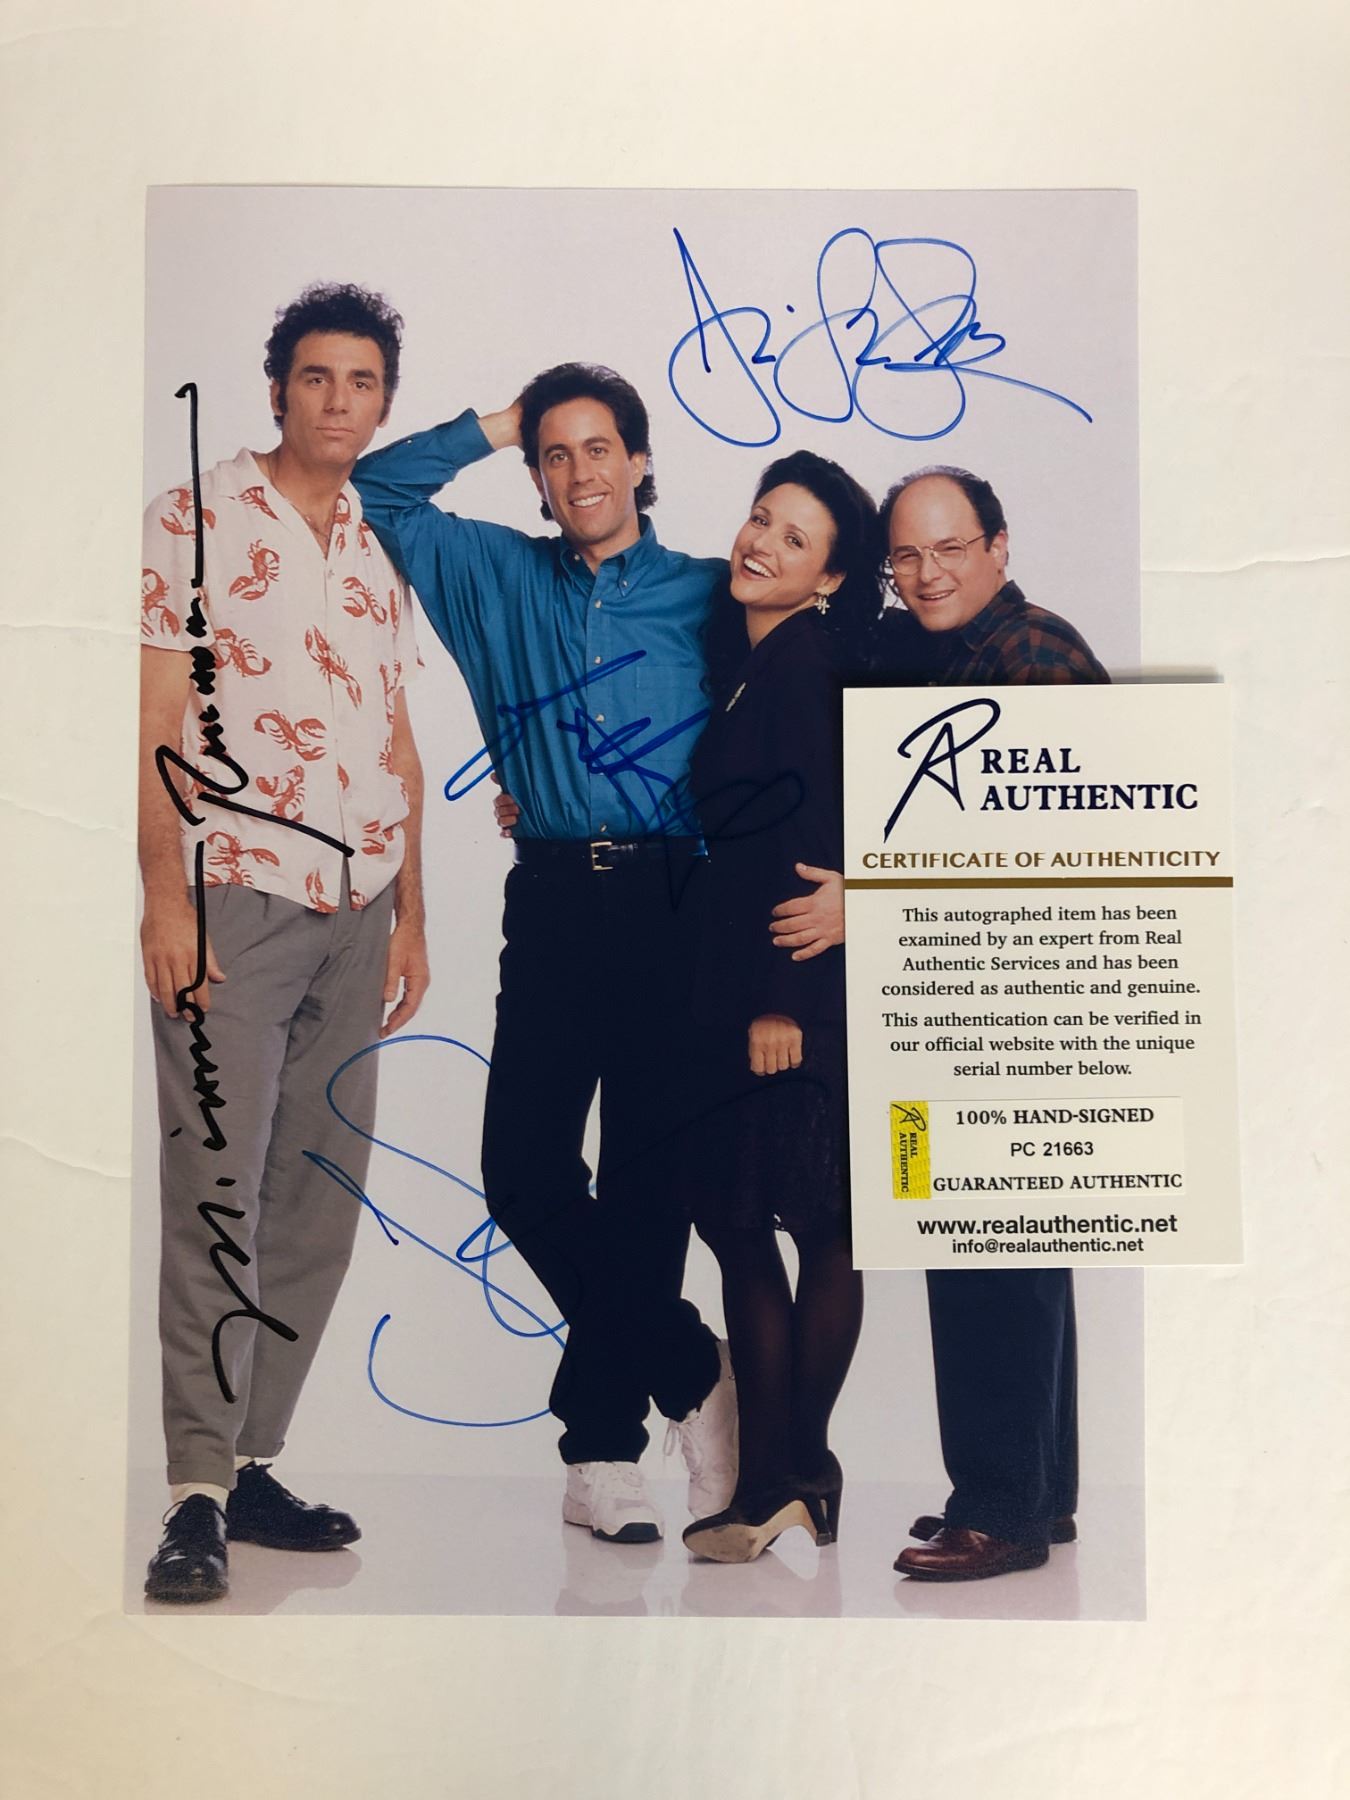 REAL
AUTHENTIC
CERTIFICATE OF AUTHENTICITY
This autographed item has been
examined by an expert from Real
Authentic Services and has been
considered as authentic and genuine.
This authentication can be verified in
our official website with the unique
serial number below.
REAL
AUTHENTIC
100% HAND-SIGNED
PC 21663
GUARANTEED AUTHENTIC
www.realauthentic.net
info@realauthentic.net